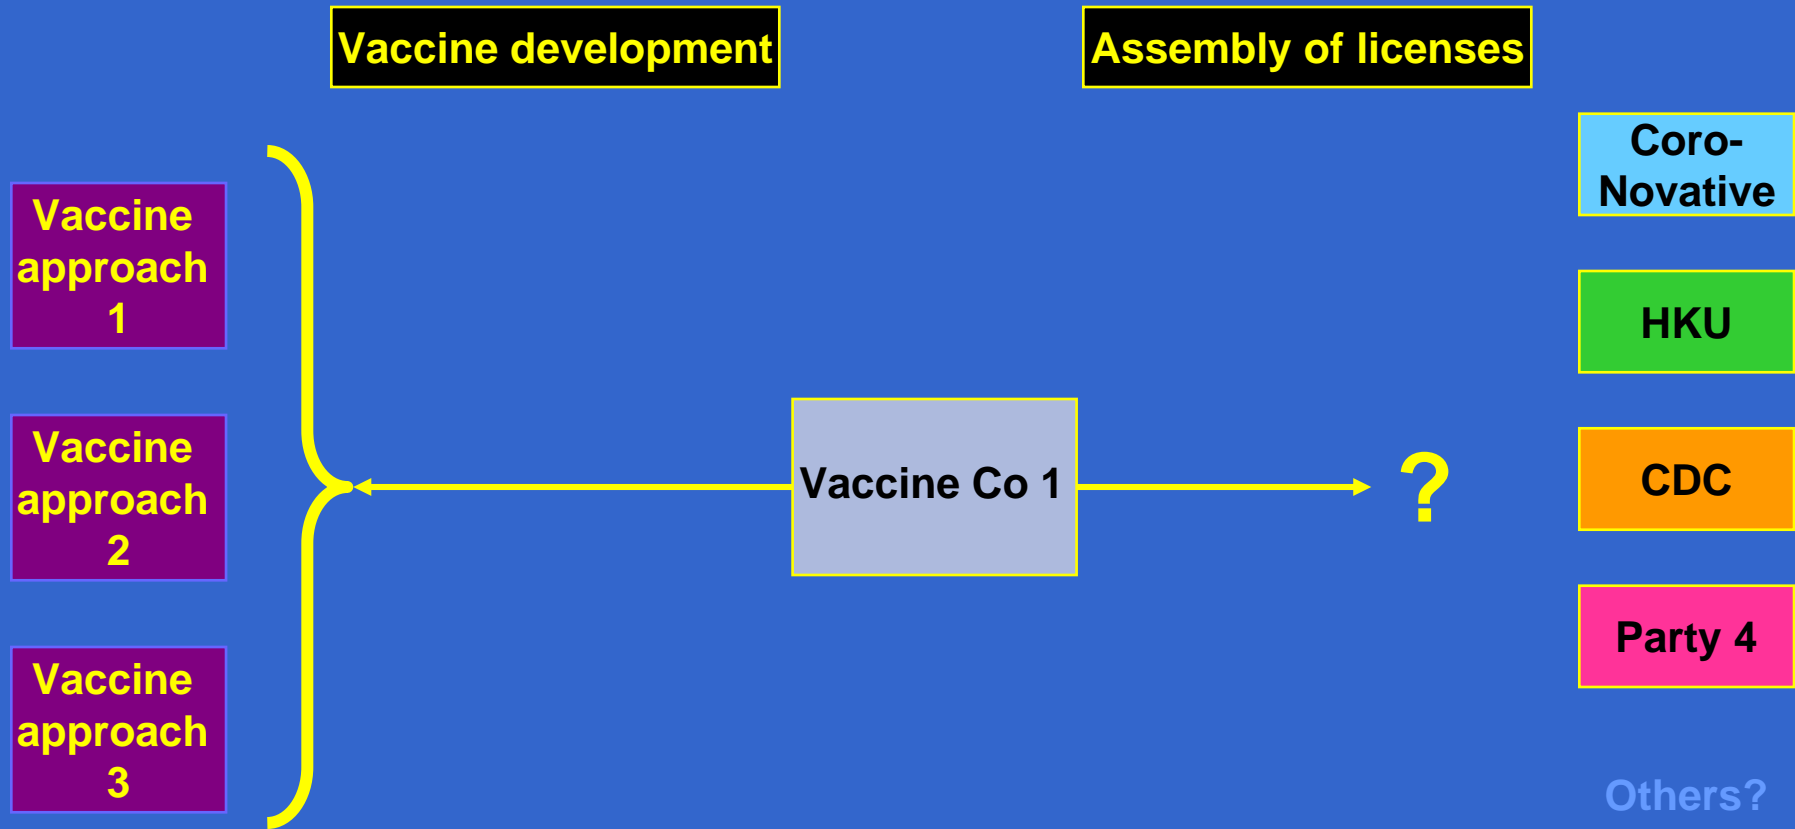 Vaccine development
Assembly of licenses
Vaccine
approach
1
Vaccine
approach
2
Vaccine
approach
3
Vaccine Co 1
?
Coro-
Novative
HKU
CDC
Party 4
Others?